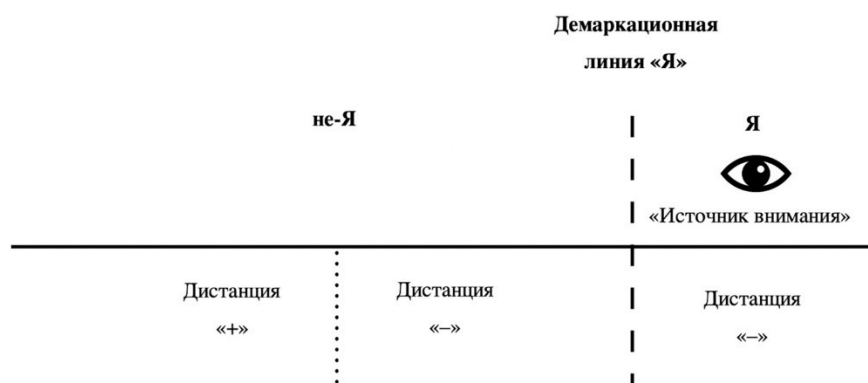 Демаркационная
линия «Я»
не-Я
Я
«Источник внимания»
Дистанция
«+»
Дистанция
«–»
Дистанция
«–»